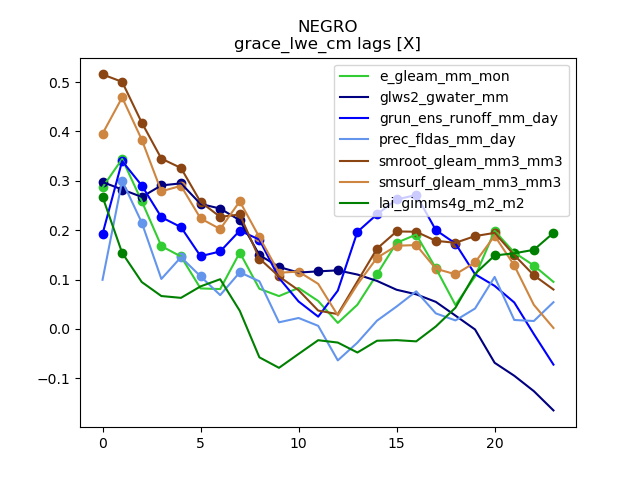 NEGRO
grace_lwe_cm lags [X]
e_gleam_mm_mon
glws2_gwater_mm
grun_ens_runoff_mm_day
prec_fldas_mm_day
smroot_gleam_mm3_mm3
smsurf_gleam_mm3_mm3
lai_gimms4g_m2_m2
0.5
0.4
0.3
0.2
0.1
0.0
−0.1
0 5 10 15 20